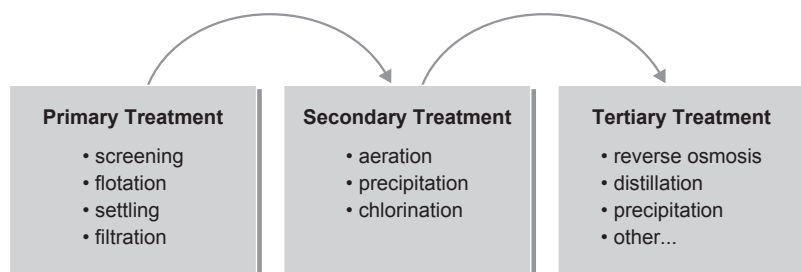 Primary Treatment
• screening
• flotation
• settling
• filtration
Secondary Treatment
• aeration
• precipitation
• chlorination
Tertiary Treatment
• reverse osmosis
• distillation
• precipitation
• other...